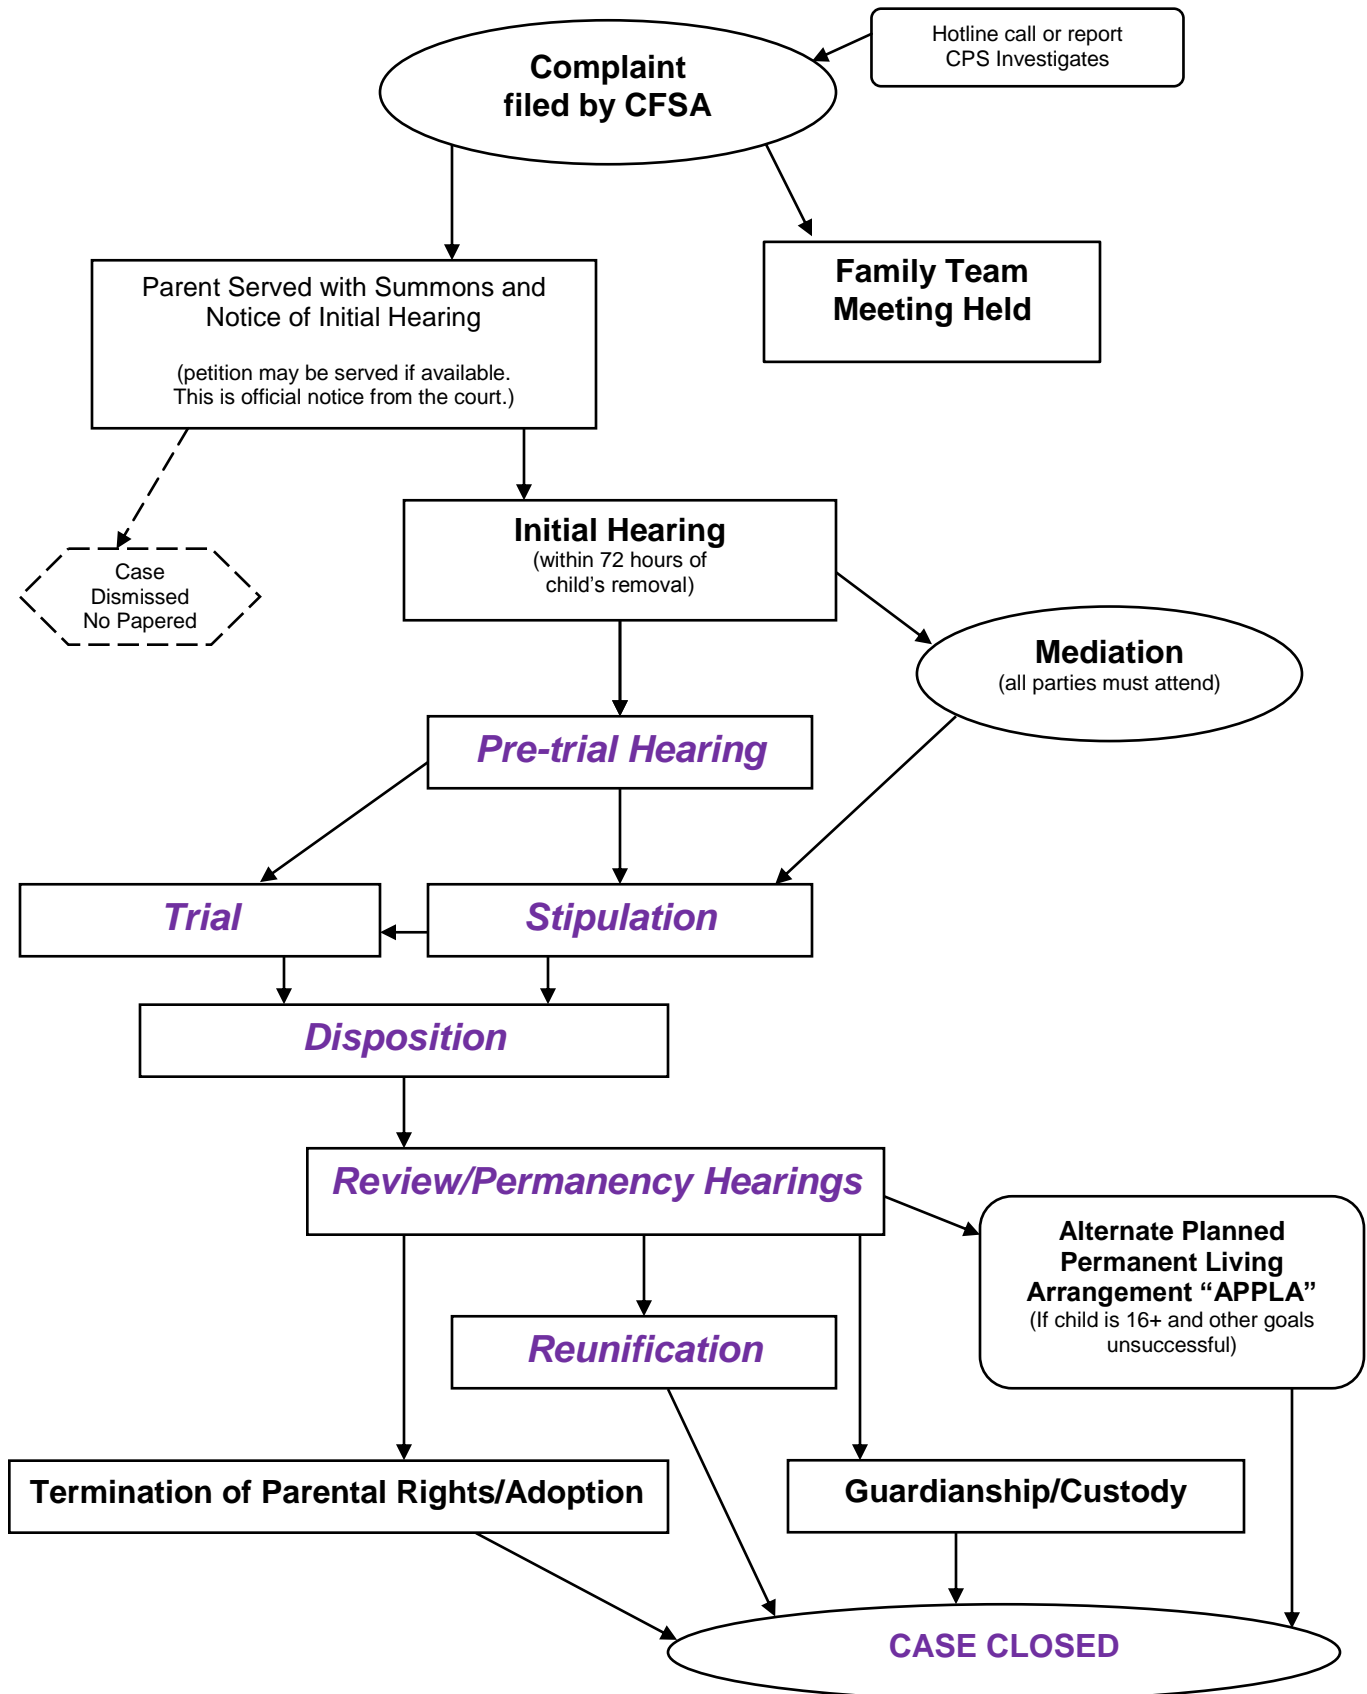 Hotline call or report
CPS Investigates
Complaint
filed by CFSA
Family Team
Meeting Held
Parent Served with Summons and
Notice of Initial Hearing
(petition may be served if available.
This is official notice from the court.)
Initial Hearing
(within 72 hours of
child’s removal)
Case
Dismissed
No Papered
Mediation
(all parties must attend)
Pre-trial Hearing
Trial
Stipulation
Disposition
Review/Permanency Hearings
Alternate Planned
Permanent Living
Arrangement “APPLA”
(If child is 16+ and other goals
unsuccessful)
Reunification
Termination of Parental Rights/Adoption
Guardianship/Custody
CASE CLOSED